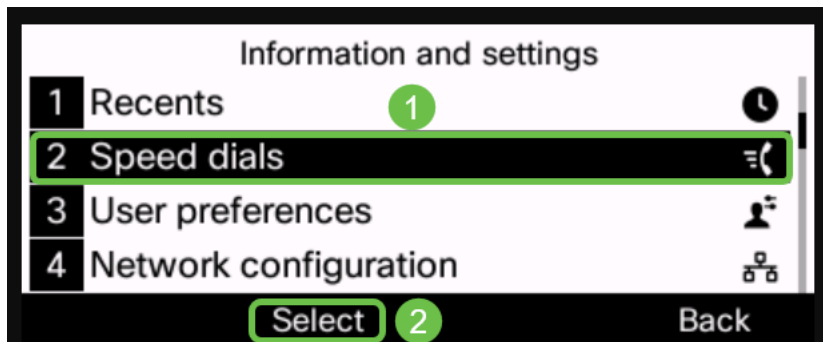 Information and settings
1 Recents 1
2 Speed dials
3 User preferences
4 Network configuration
Select 2 Back